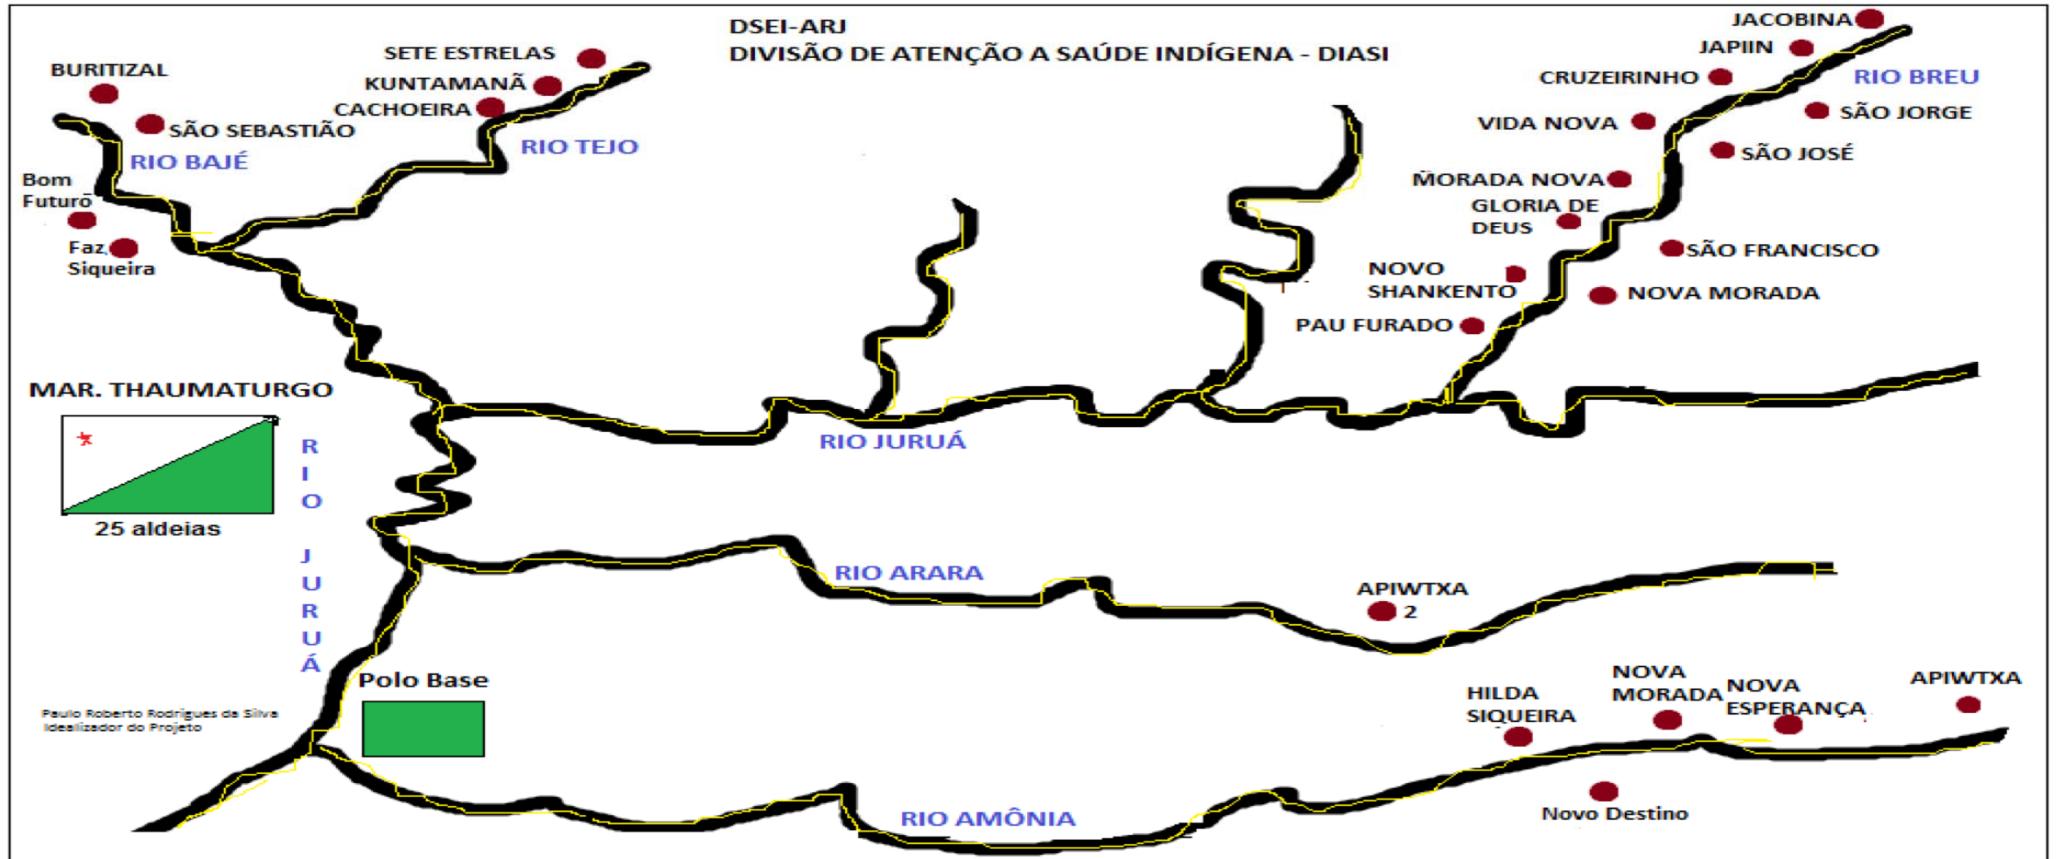 DSEI-ARJ
DIVISÃO DE ATENÇÃO A SAÚDE INDÍGENA - DIASI
BURITIZAL
SÃO SEBASTIÃO
RIO BAJÉ
Bom
Futuro
Faz.
Siqueira
SETE ESTRELAS
KUNTAMANÃ
CACHOEIRA
RIO TEJO
JACOBINA
JAPIIN
CRUZEIRINHO
RIO BREU
VIDA NOVA
SÃO JORGE
SÃO JOSÉ
MORADA NOVA
GLORIA DE
DEUS
SÃO FRANCISCO
NOVO
SHANKENTO
NOVA MORADA
PAU FURADO
MAR. THAUMATURGO
25 aldeias
RIO JURUÁ
RIO JURUÁ
RIO ARARA
APIWTXA
2
Polo Base
Paulo Roberto Rodrigues da Silva
Idealizador do Projeto
HILDA
SIQUEIRA
NOVA
MORADA
NOVA
ESPERANÇA
APIWTXA
RIO AMÔNIA
Novo Destino